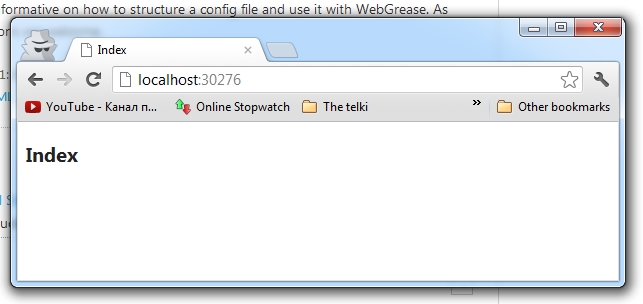 formative on how to structure a config file and use it with WebGrease. As
Index
localhost:30276
YouTube - Канал п... Online Stopwatch The telki » Other bookmarks
Index